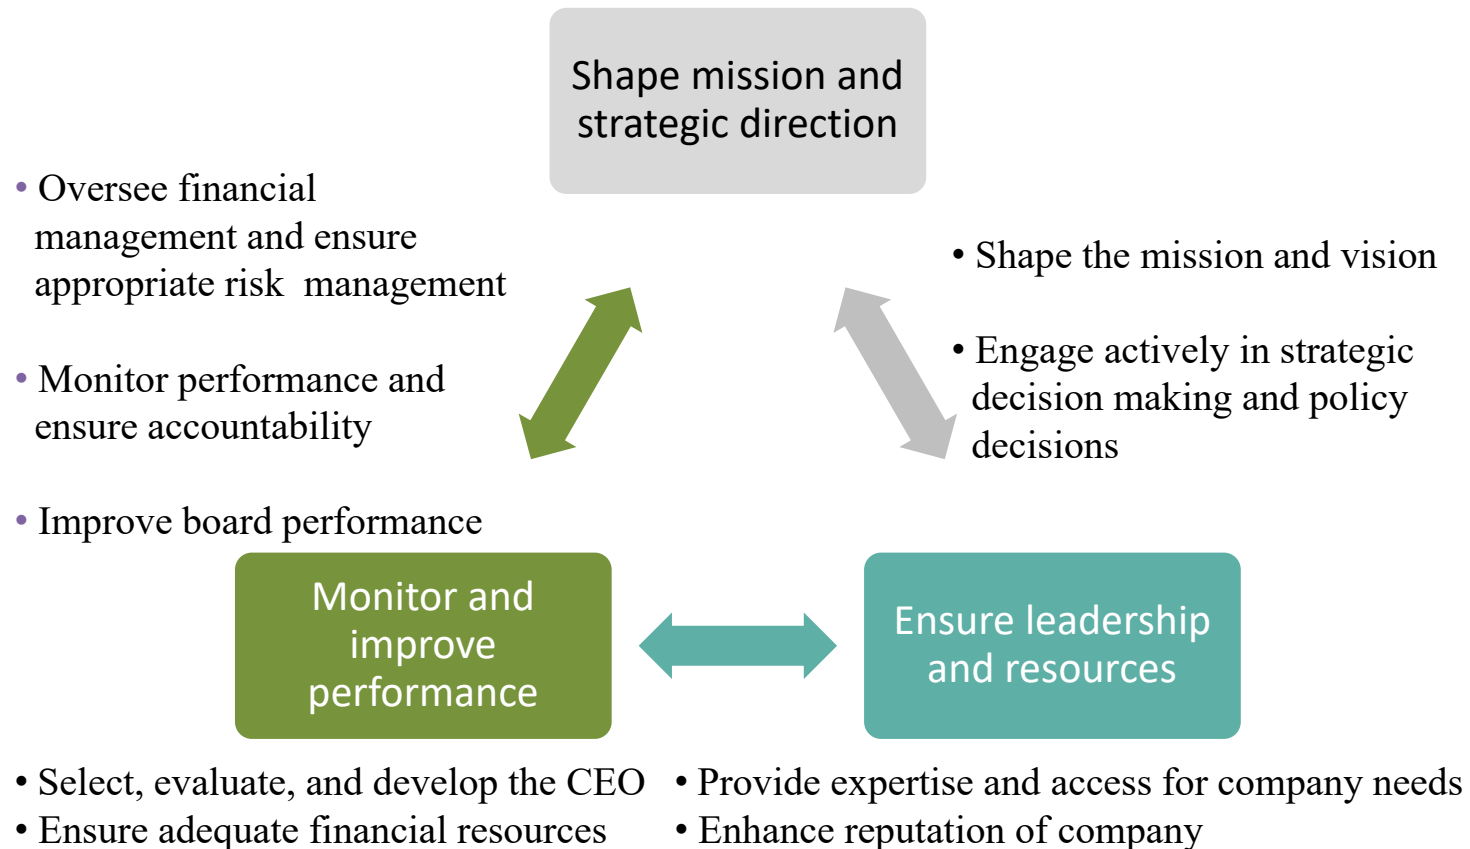 Shape mission and
strategic direction
• Oversee financial
management and ensure
appropriate risk management
• Monitor performance and
ensure accountability
• Improve board performance
• Shape the mission and vision
• Engage actively in strategic
decision making and policy
decisions
Monitor and
improve
performance
Ensure leadership
and resources
• Select, evaluate, and develop the CEO
• Ensure adequate financial resources
• Provide expertise and access for company needs
• Enhance reputation of company